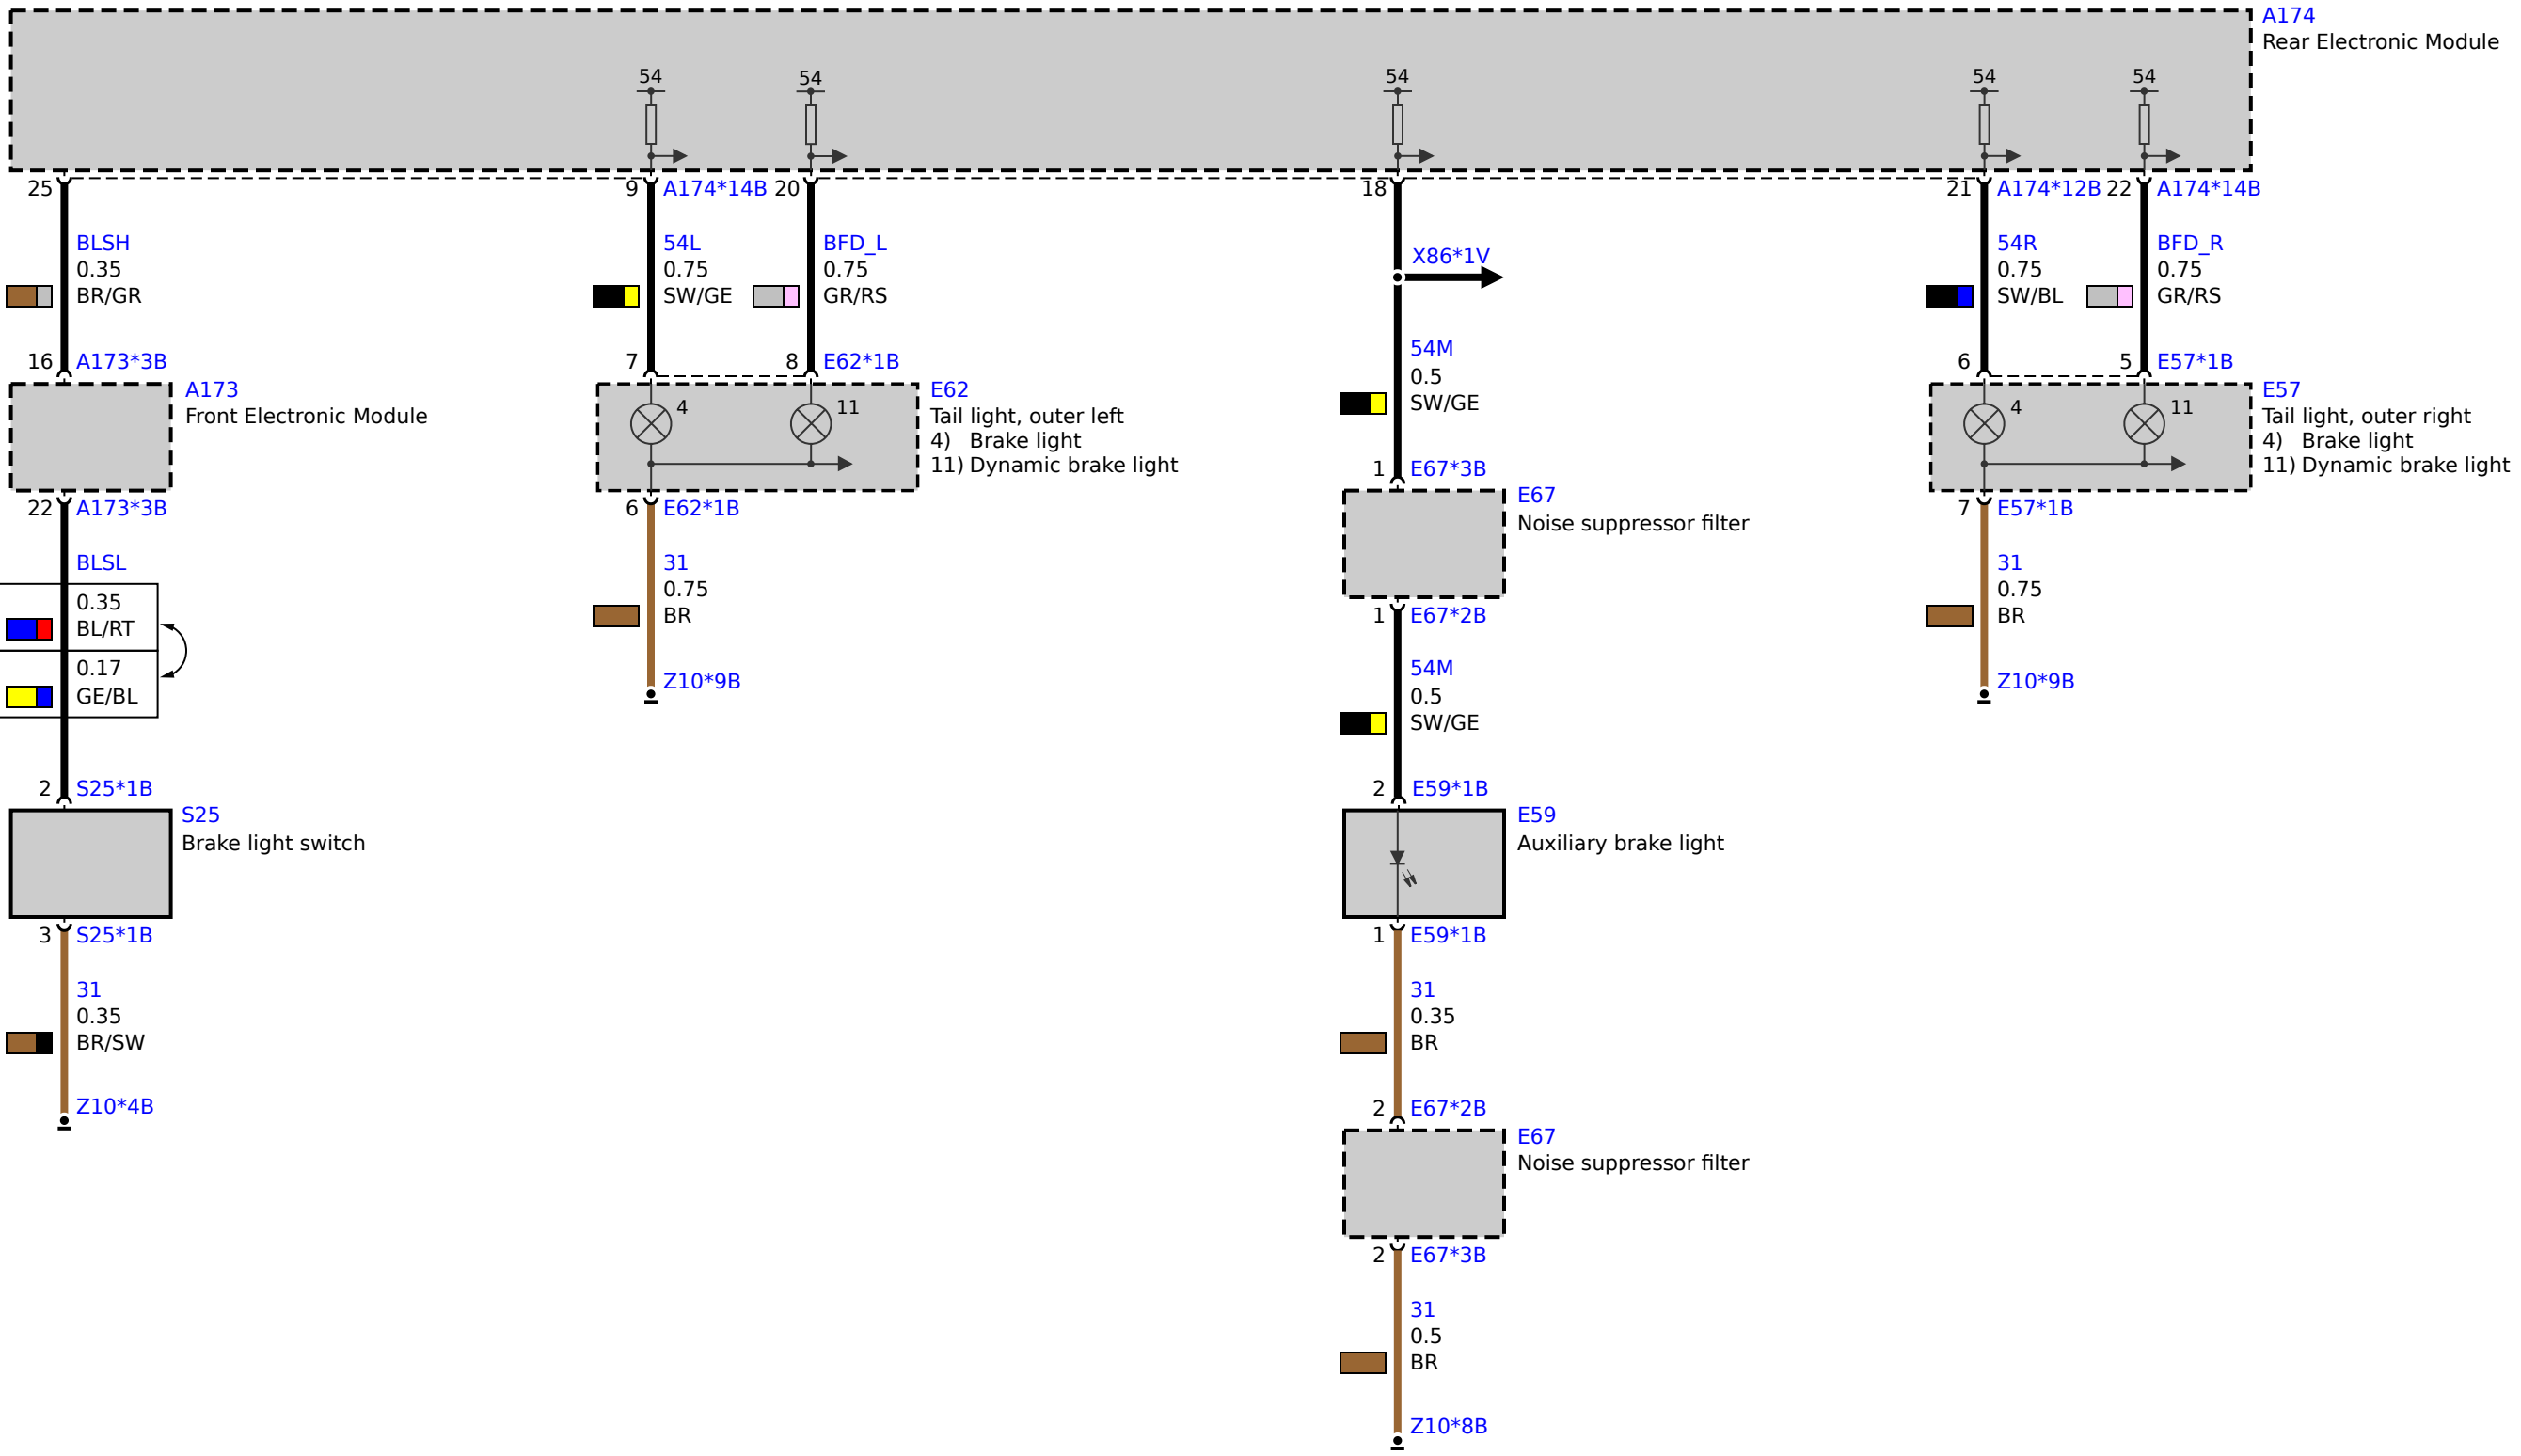 A174
Rear Electronic Module
54
54
54
54
54
25
9
A174*14B
20
18
21
A174*12B
22
A174*14B
BLSH
0.35
BR/GR
54L
0.75
SW/GE
BFD_L
0.75
GR/RS
X86*1V
54R
0.75
SW/BL
BFD_R
0.75
GR/RS
16
A173*3B
7
8
E62*1B
54M
0.5
SW/GE
6
5
E57*1B
A173
Front Electronic Module
4
11
E62
Tail light, outer left
4) Brake light
11) Dynamic brake light
1
E67*3B
4
11
E57
Tail light, outer right
4) Brake light
11) Dynamic brake light
22
A173*3B
6
E62*1B
E67
Noise suppressor filter
7
E57*1B
BLSL
0.35
BL/RT
0.17
GE/BL
31
0.75
BR
Z10*9B
1
E67*2B
54M
0.5
SW/GE
31
0.75
BR
Z10*9B
2
S25*1B
S25
Brake light switch
2
E59*1B
E59
Auxiliary brake light
3
S25*1B
31
0.35
BR/SW
Z10*4B
1
E59*1B
31
0.35
BR
2
E67*2B
E67
Noise suppressor filter
2
E67*3B
31
0.5
BR
Z10*8B